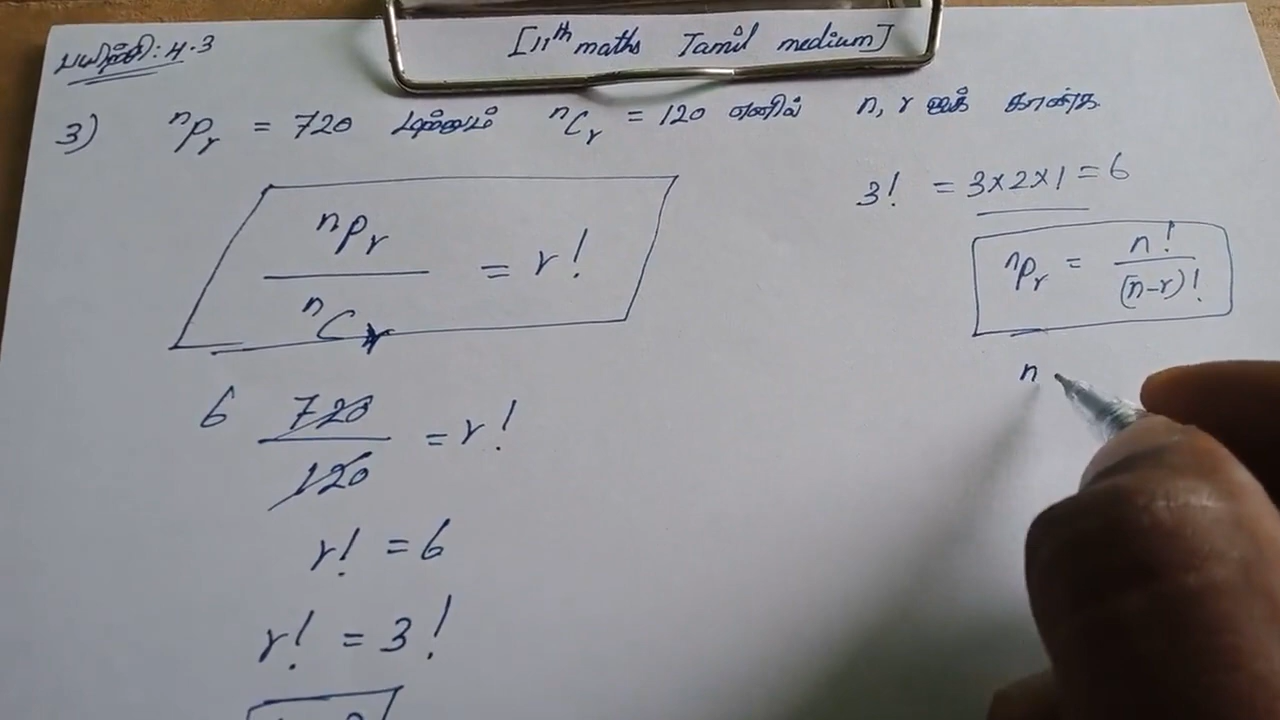 பயிற்சி: 4.3
[11th maths Tamil medium]
3) nPr = 720 மற்றும் nCr = 120 எனில் n, r ஐக் காண்க.
nPr / nCr = r!
6 720 / 120 = r!
r! = 6
r! = 3!
3! = 3×2×1 = 6
nPr = n! / (n-r)!
n